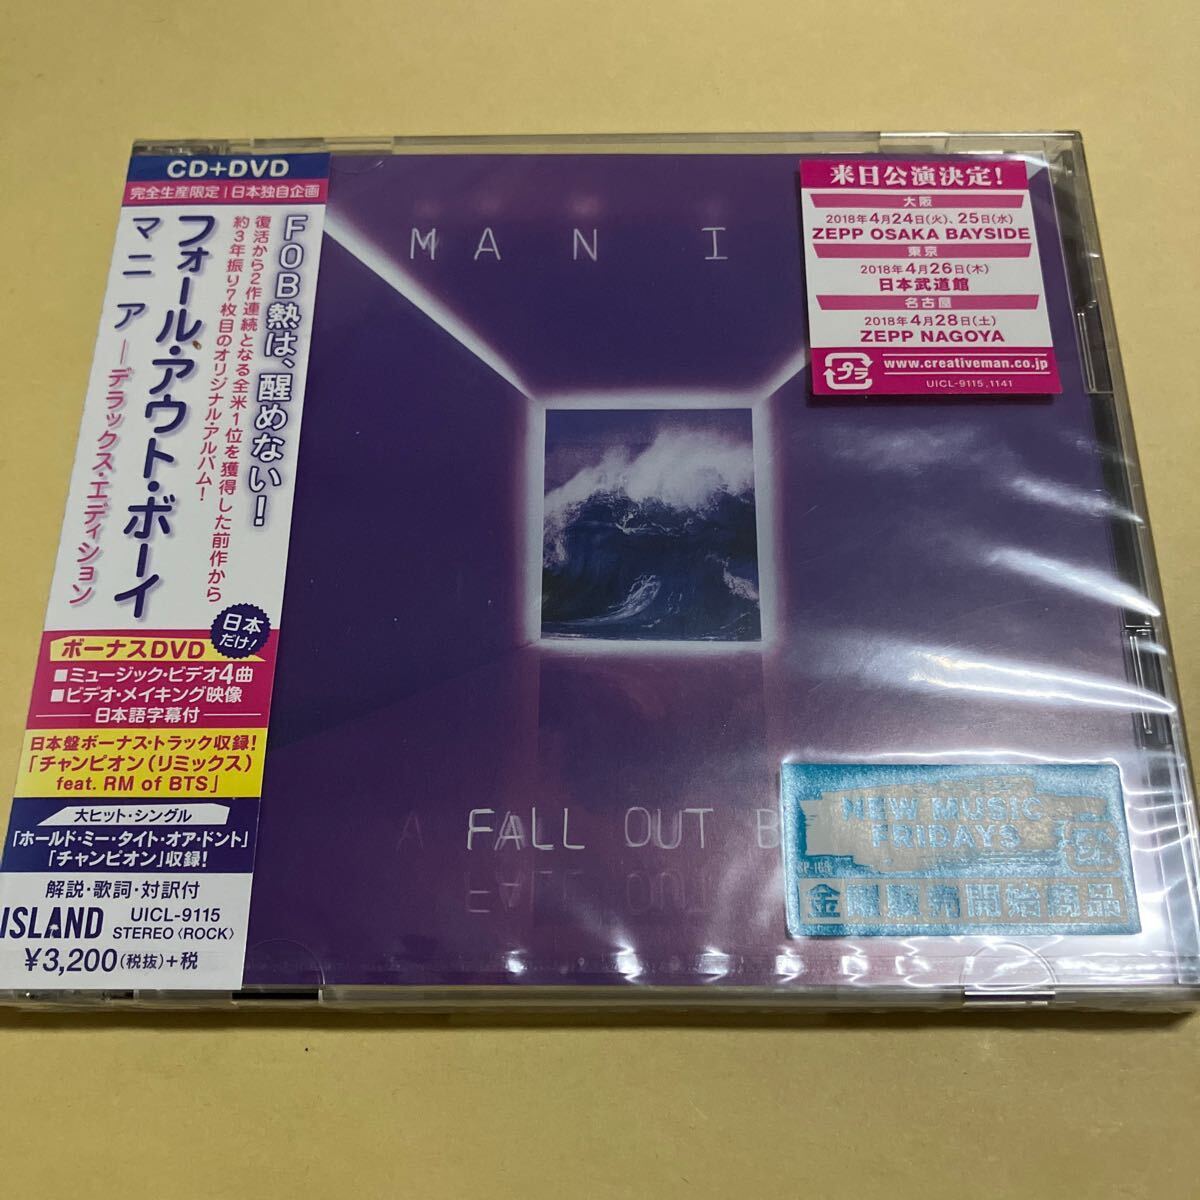 CD+DVD
完全生産限定|日本独自企画
FOB熱は、醒めない!
復活から2作連続となる全米1位を獲得した前作から
約3年振り7枚目のオリジナル・アルバム!
フォール・アウト・ボーイ
マニア ―デラックス・エディション
日本
だけ!
ボーナスDVD
■ミュージック・ビデオ4曲
■ビデオ・メイキング映像
―日本語字幕付―
日本盤ボーナス・トラック収録!
「チャンピオン(リミックス)
feat. RM of BTS」
大ヒット・シングル
「ホールド・ミー・タイト・オア・ドント」
「チャンピオン」収録!
解説・歌詞・対訳付
ISLAND
UICL-9115
STEREO〈ROCK〉
¥3,200(税抜)+税
MANI
FALL OUT B
来日公演決定!
大阪
2018年4月24日(火)、25日(水)
ZEPP OSAKA BAYSIDE
東京
2018年4月26日(木)
日本武道館
名古屋
2018年4月28日(土)
ZEPP NAGOYA
プラ
www.creativeman.co.jp
UICL-9115,1141
NEW MUSIC
FRIDAYS
金曜販売開始商品